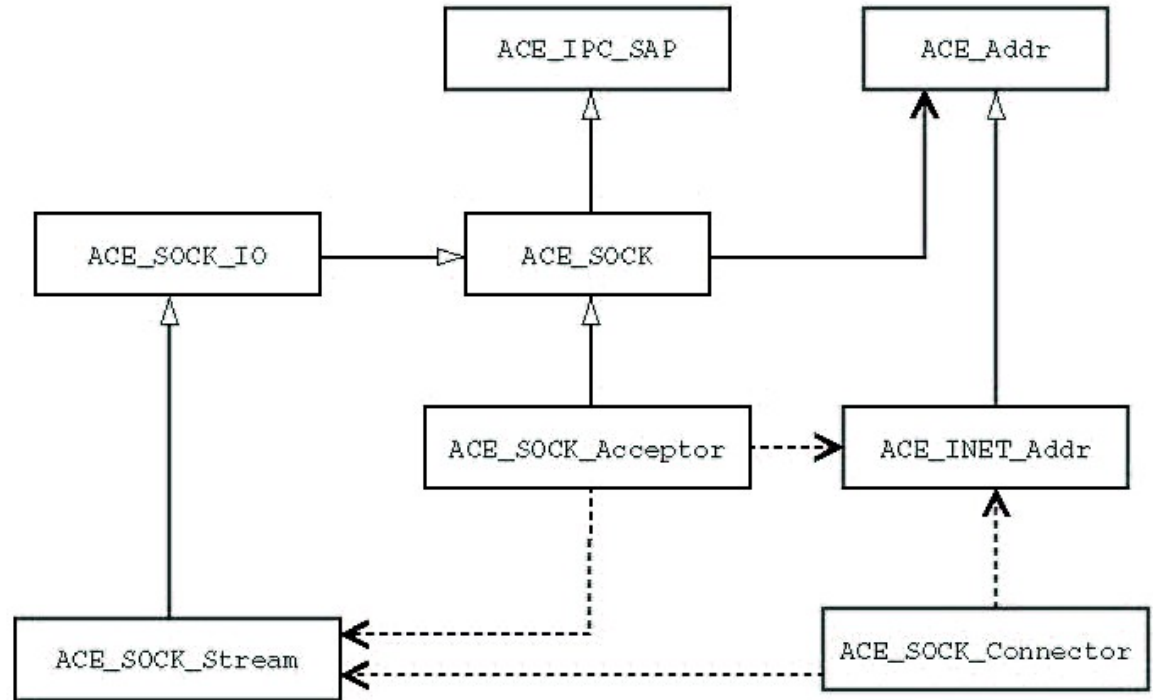 ACE_IPC_SAP
ACE_Addr
ACE_SOCK_IO
ACE_SOCK
ACE_SOCK_Acceptor
ACE_INET_Addr
ACE_SOCK_Stream
ACE_SOCK_Connector